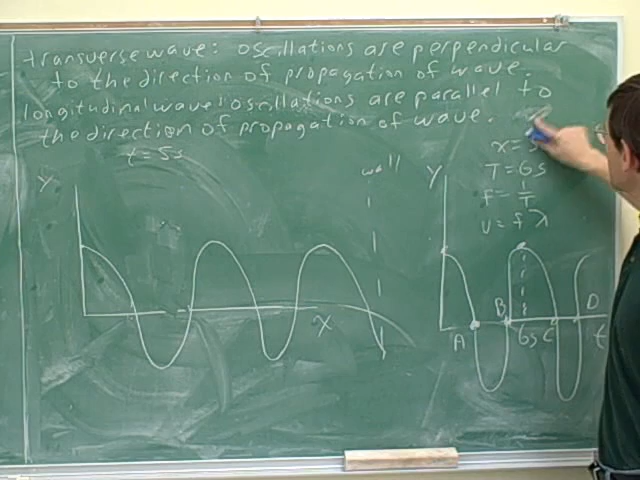 transverse wave: oscillations are perpendicular
to the direction of propagation of wave.
longitudinal wave: oscillations are parallel to
the direction of propagation of wave.
t = 5s
wall
y
x
y
x =
T = 6s
f = 1/T
v = f λ
A
B
6s
C
D
t